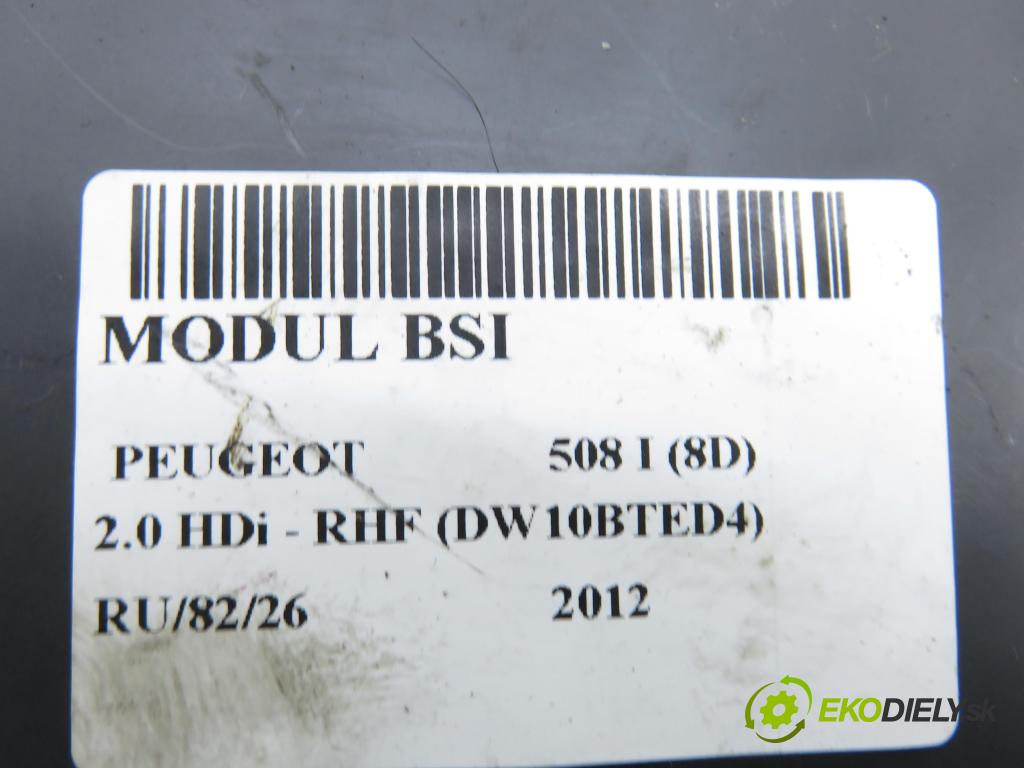 MODUL BSI
PEUGEOT 508 I (8D)
2.0 HDi - RHF (DW10BTED4)
RU/82/26 2012
EKODIELY.sk